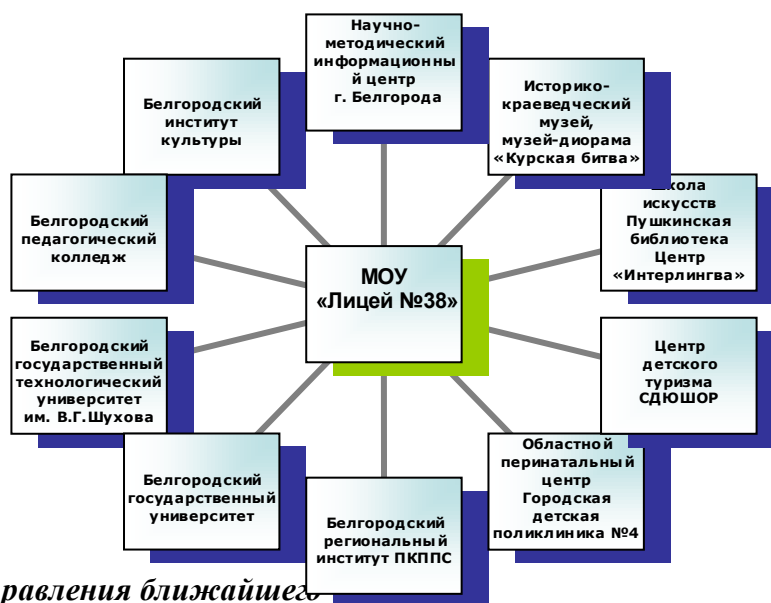 Научно-
методический
информационны
й центр
г. Белгорода
Историко-
краеведческий
музей,
музей-диорама
«Курская битва»
Школа
искусств
Пушкинская
библиотека
Центр
«Интерлингва»
Центр
детского
туризма
СДЮШОР
Областной
перинатальный
центр
Городская
детская
поликлиника №4
Белгородский
региональный
институт ПКППС
Белгородский
государственный
университет
Белгородский
государственный
технологический
университет
им. В.Г.Шухова
Белгородский
педагогический
колледж
Белгородский
институт
культуры
МОУ
«Лицей №38»
равления ближайшего